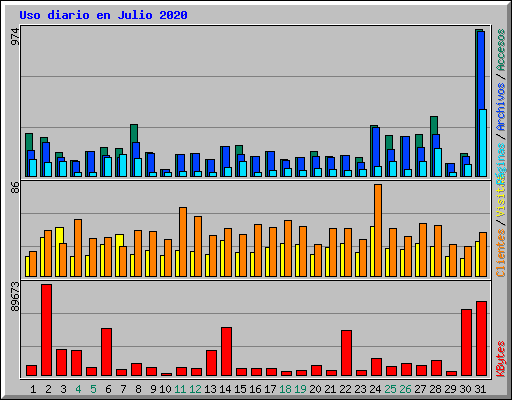 Uso diario en Julio 2020
974
86
89673
Clientes / Visitas
Páginas / Archivos / Accesos
KBytes
1 2 3 4 5 6 7 8 9 10 11 12 13 14 15 16 17 18 19 20 21 22 23 24 25 26 27 28 29 30 31